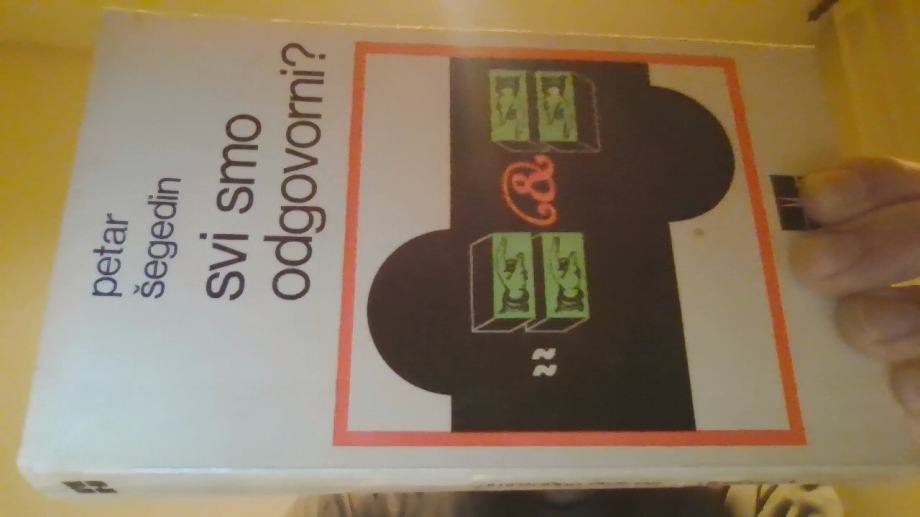 petar
šegedin
svi smo
odgovorni?
&